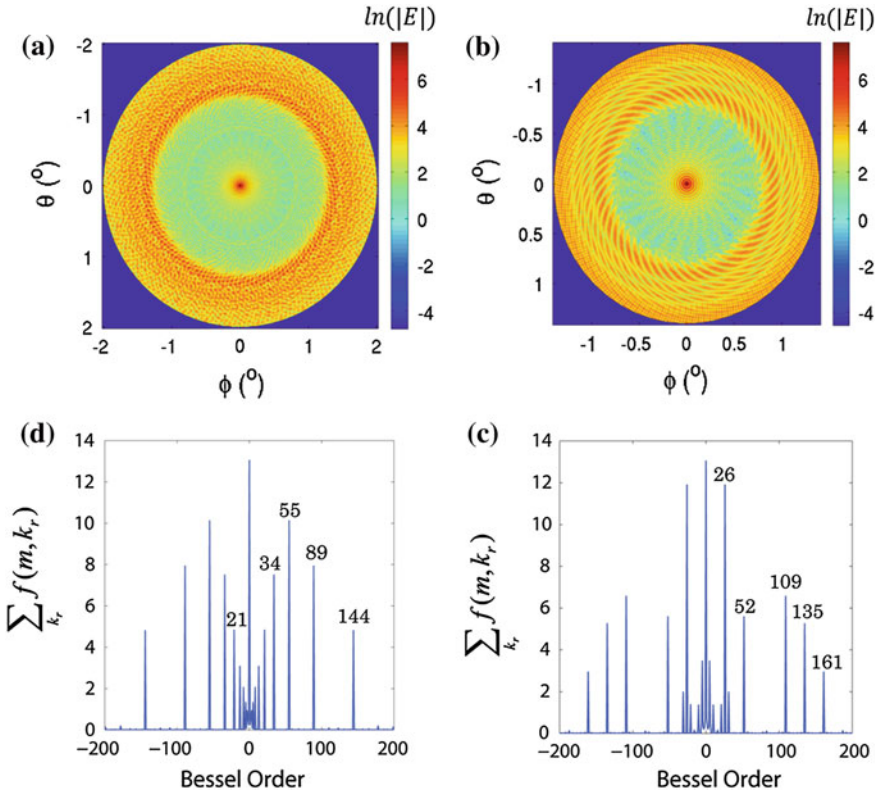 ln(|E|)
(a)
-2
-1
0
1
2
θ (°)
-2 -1 0 1 2
ϕ (°)
6
4
2
0
-2
-4
ln(|E|)
(b)
-1
-0.5
0
0.5
1
θ (°)
-1 -0.5 0 0.5 1
ϕ (°)
6
4
2
0
-2
-4
(d)
14
12
10
8
6
4
2
0
∑ f(m,k_r)
k_r
55
34
89
21
144
−200 −100 0 100 200
Bessel Order
(c)
14
12
10
8
6
4
2
0
∑ f(m,k_r)
k_r
26
52
109
135
161
−200 −100 0 100 200
Bessel Order